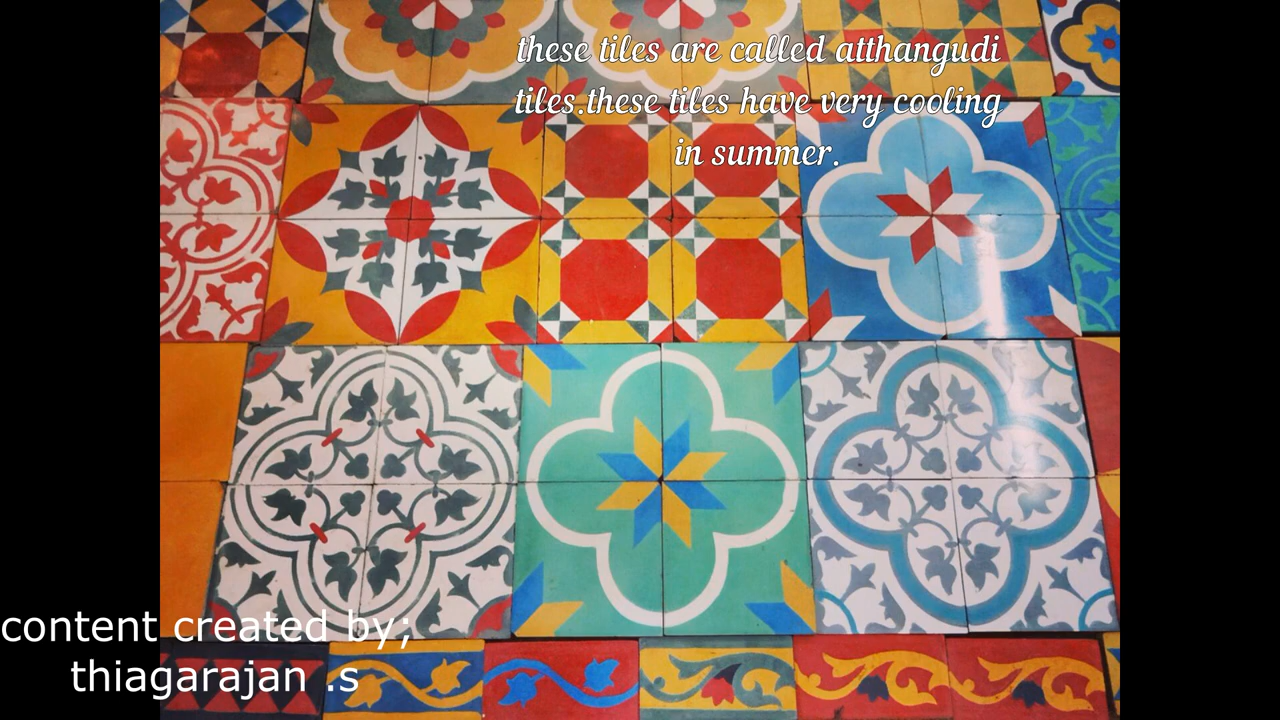 these tiles are called atthangudi
tiles.these tiles have very cooling
in summer.
content created by;
thiagarajan .s